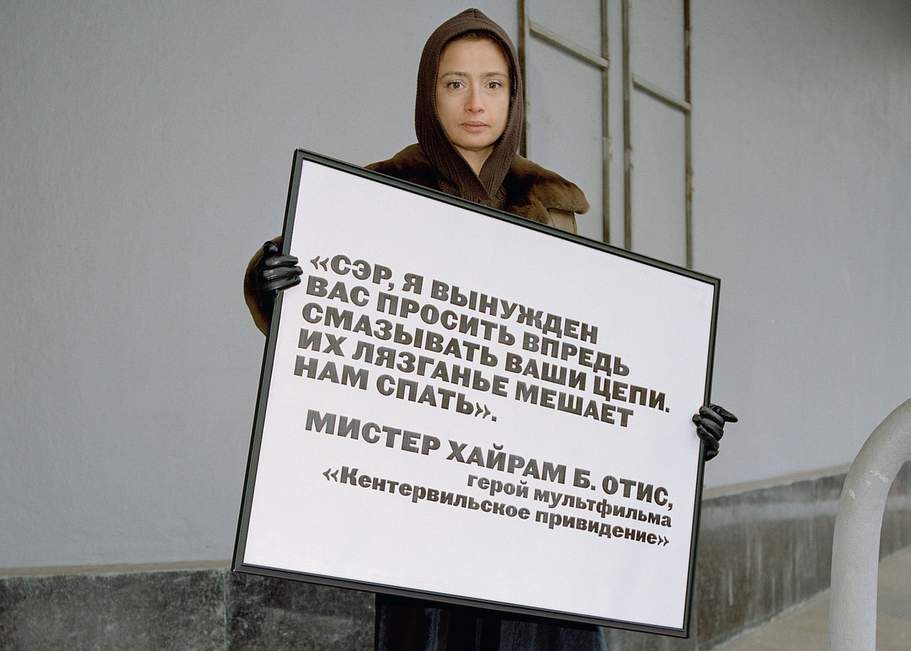 «СЭР, Я ВЫНУЖДЕН
ВАС ПРОСИТЬ ВПРЕДЬ
СМАЗЫВАТЬ ВАШИ ЦЕПИ.
ИХ ЛЯЗГАНЬЕ МЕШАЕТ
НАМ СПАТЬ».
МИСТЕР ХАЙРАМ Б. ОТИС,
герой мультфильма
«Кентервильское привидение»